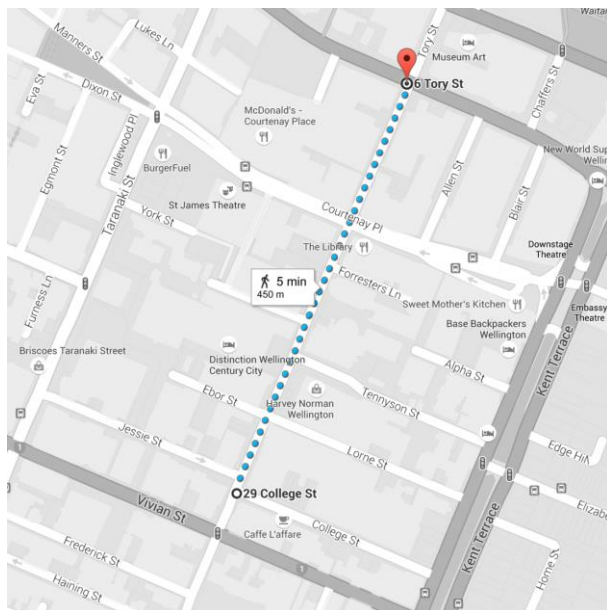 Waifa
Manners St
Lukes Ln
Tory St
Museum Art
Chaffers St
6 Tory St
Dixon St
Eva St
Egmont St
Inglewood Pl
McDonald's -
Courtenay Place
Allen St
New World Sup
Wellin
BurgerFuel
Taranaki St
St James Theatre
Blair St
York St
Courtenay Pl
The Library
Downstage
Theatre
Furness Ln
5 min
450 m
Forresters Ln
Sweet Mother's Kitchen
Embassy
Theatre
Base Backpackers
Wellington
Briscoes Taranaki Street
Distinction Wellington
Century City
Alpha St
Kent Terrace
Ebor St
Harvey Norman
Wellington
Tennyson St
Jessie St
Lorne St
Edge Hill
1
29 College St
Vivian St
College St
Kent Terrace
Elizab
Caffe L'affare
Frederick St
1
Home St
Haining St